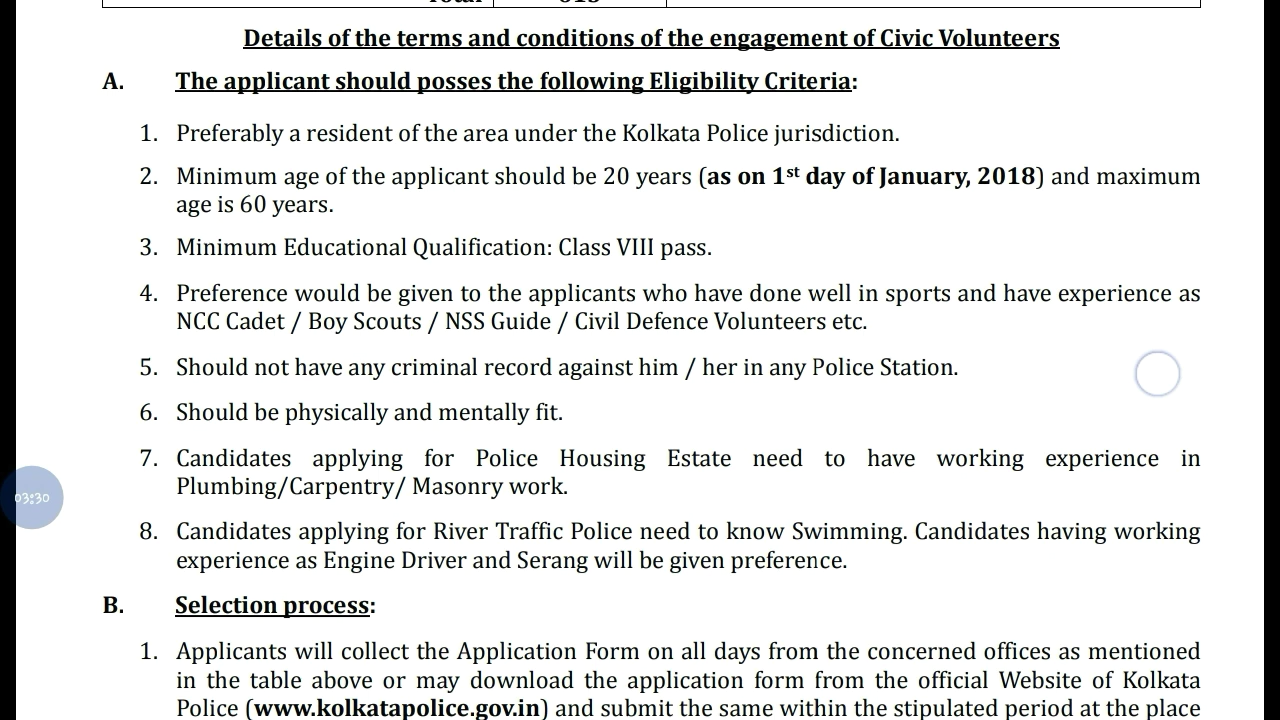 Details of the terms and conditions of the engagement of Civic Volunteers
A. The applicant should posses the following Eligibility Criteria:
1. Preferably a resident of the area under the Kolkata Police jurisdiction.
2. Minimum age of the applicant should be 20 years (as on 1st day of January, 2018) and maximum
age is 60 years.
3. Minimum Educational Qualification: Class VIII pass.
4. Preference would be given to the applicants who have done well in sports and have experience as
NCC Cadet / Boy Scouts / NSS Guide / Civil Defence Volunteers etc.
5. Should not have any criminal record against him / her in any Police Station.
6. Should be physically and mentally fit.
7. Candidates applying for Police Housing Estate need to have working experience in
Plumbing/Carpentry/ Masonry work.
03:30
8. Candidates applying for River Traffic Police need to know Swimming. Candidates having working
experience as Engine Driver and Serang will be given preference.
B. Selection process:
1. Applicants will collect the Application Form on all days from the concerned offices as mentioned
in the table above or may download the application form from the official Website of Kolkata
Police (www.kolkatapolice.gov.in) and submit the same within the stipulated period at the place